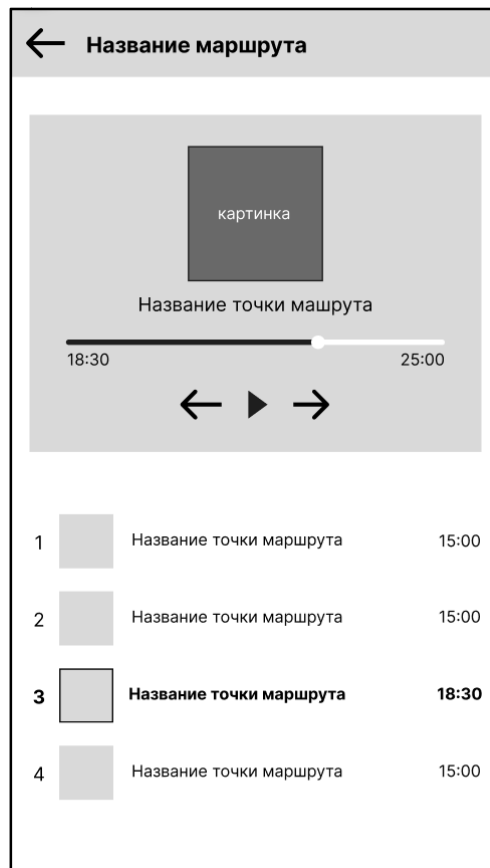 Название маршрута
картинка
Название точки машрута
18:30 25:00
1 Название точки маршрута 15:00
2 Название точки маршрута 15:00
3 Название точки маршрута 18:30
4 Название точки маршрута 15:00